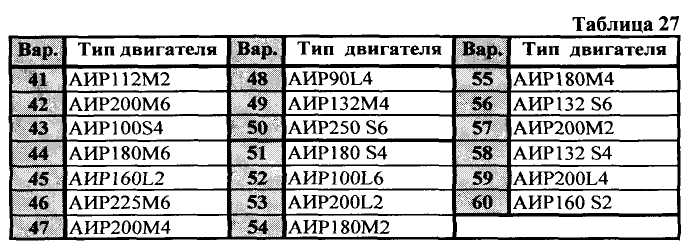 Таблица 27
Вар. Тип двигателя Вар. Тип двигателя Вар. Тип двигателя
41 АИР112М2 48 АИР90L4 55 АИР180М4
42 АИР200М6 49 АИР132М4 56 АИР132 S6
43 АИР100S4 50 АИР250 S6 57 АИР200М2
44 АИР180М6 51 АИР180 S4 58 АИР132 S4
45 АИР160L2 52 АИР100L6 59 АИР200L4
46 АИР225М6 53 АИР200L2 60 АИР160 S2
47 АИР200М4 54 АИР180М2